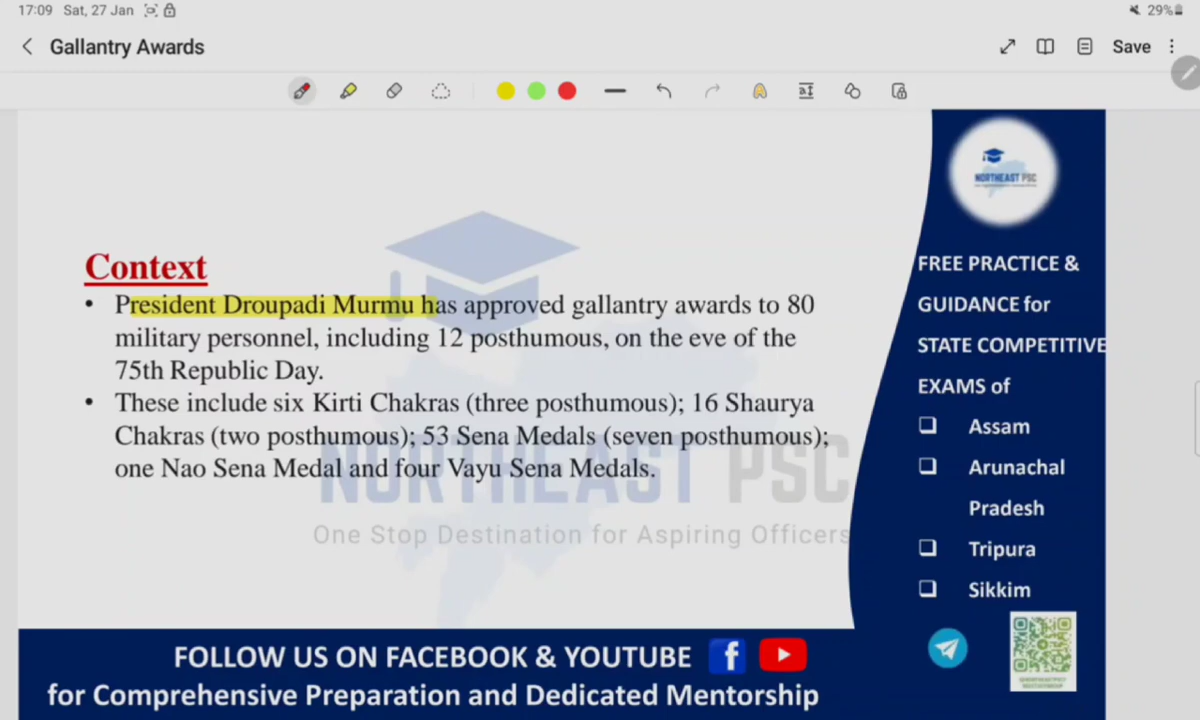 17:09 Sat, 27 Jan
29%
Gallantry Awards
Save
Context
• President Droupadi Murmu has approved gallantry awards to 80
military personnel, including 12 posthumous, on the eve of the
75th Republic Day.
• These include six Kirti Chakras (three posthumous); 16 Shaurya
Chakras (two posthumous); 53 Sena Medals (seven posthumous);
one Nao Sena Medal and four Vayu Sena Medals.
NORTHEAST PSC
One Stop Destination for Aspiring Officers
NORTHEAST PSC
FREE PRACTICE &
GUIDANCE for
STATE COMPETITIVE
EXAMS of
Assam
Arunachal
Pradesh
Tripura
Sikkim
FOLLOW US ON FACEBOOK & YOUTUBE
for Comprehensive Preparation and Dedicated Mentorship